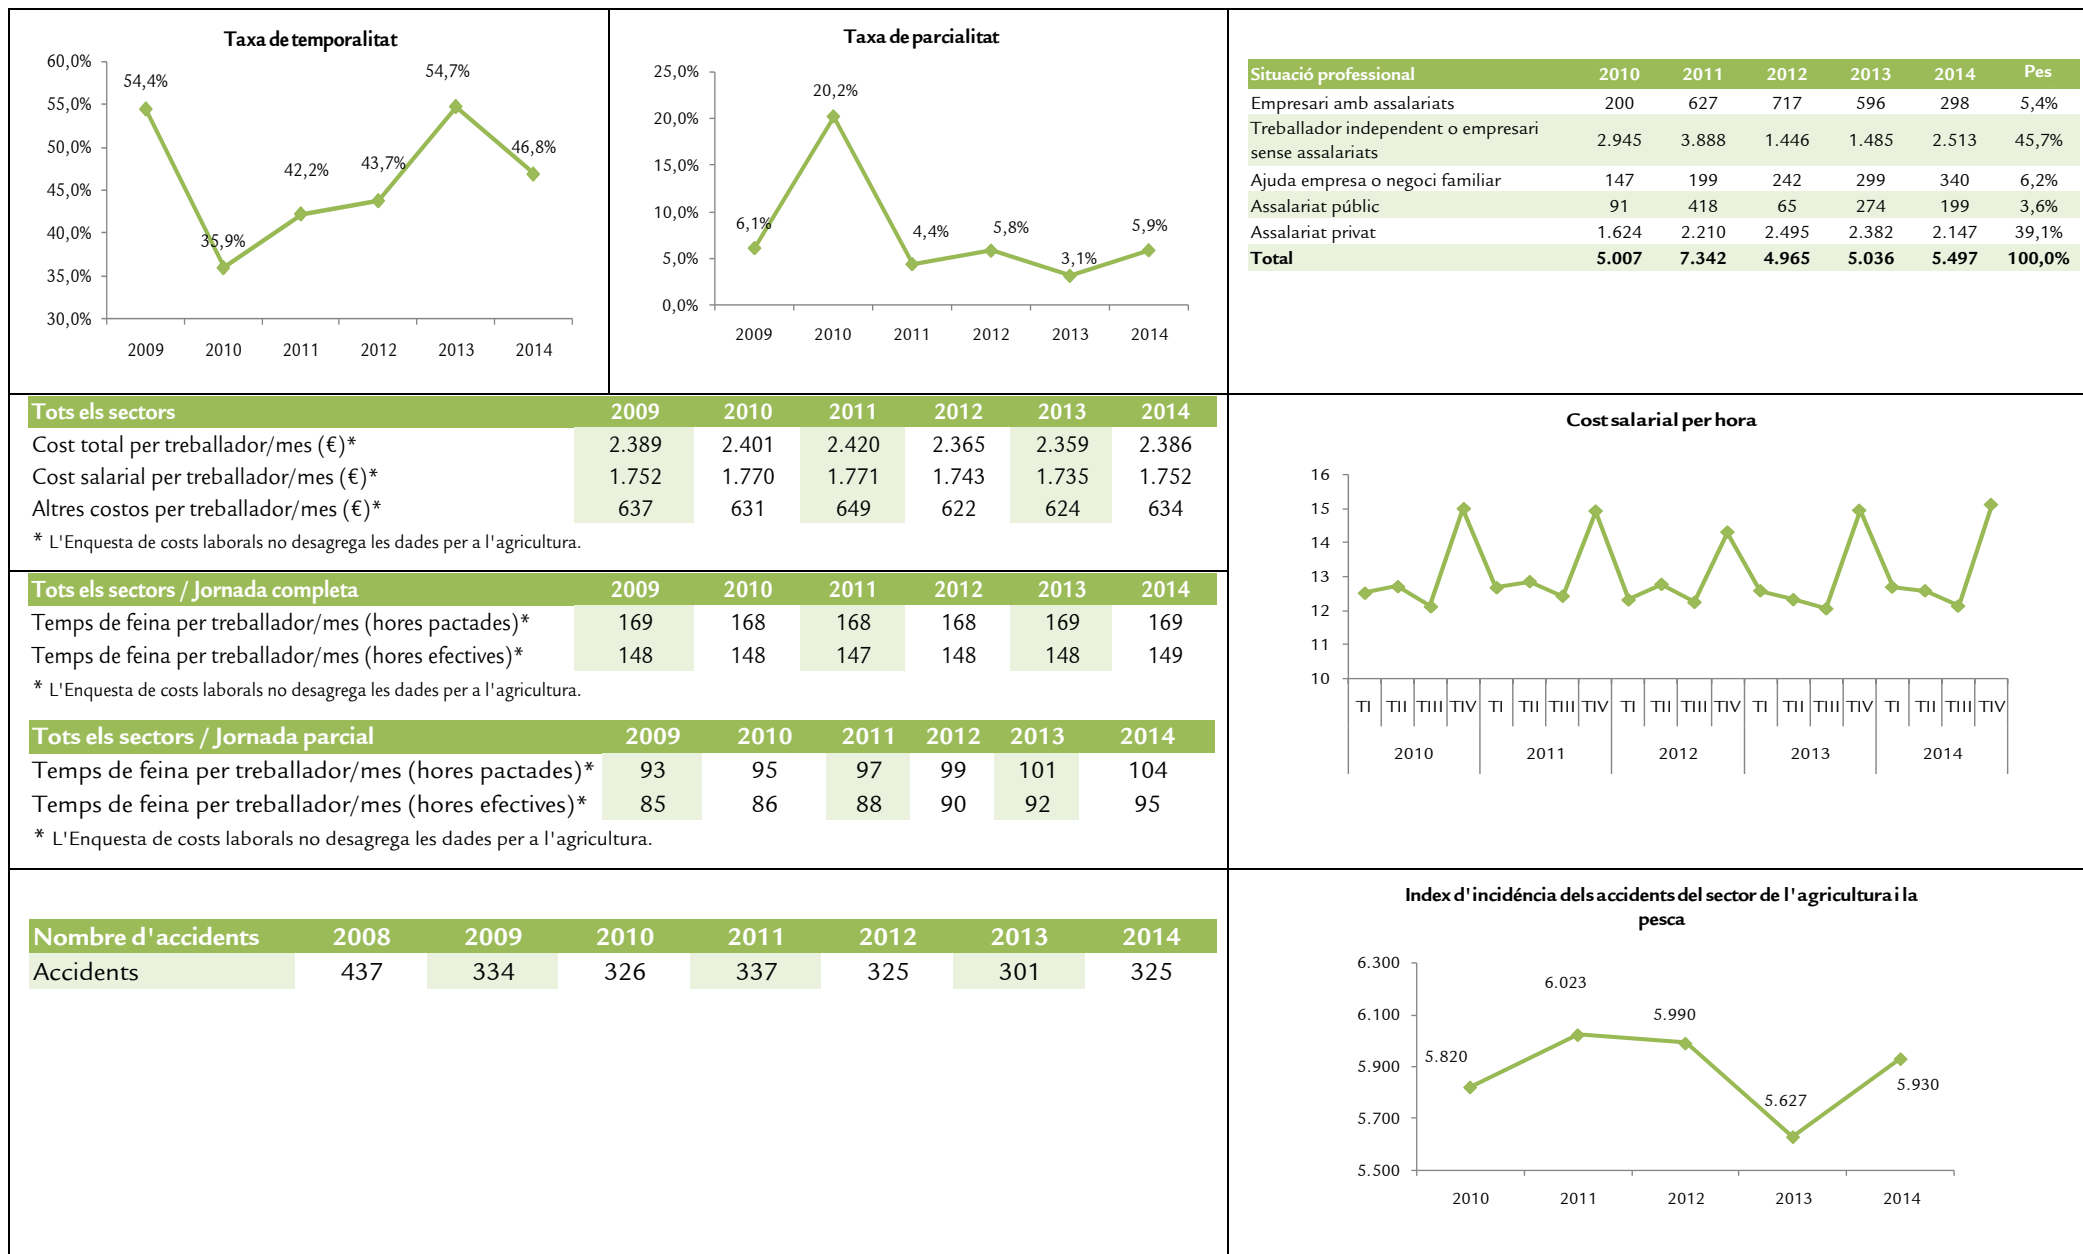 Taxa de temporalitat
60,0%
55,0%
50,0%
45,0%
40,0%
35,0%
30,0%
54,4%
35,9%
42,2%
43,7%
54,7%
46,8%
2009 2010 2011 2012 2013 2014
Taxa de parcialitat
25,0%
20,0%
15,0%
10,0%
5,0%
0,0%
6,1%
20,2%
4,4%
5,8%
3,1%
5,9%
2009 2010 2011 2012 2013 2014
Situació professional 2010 2011 2012 2013 2014 Pes
Empresari amb assalariats 200 627 717 596 298 5,4%
Treballador independent o empresari
sense assalariats 2.945 3.888 1.446 1.485 2.513 45,7%
Ajuda empresa o negoci familiar 147 199 242 299 340 6,2%
Assalariat públic 91 418 65 274 199 3,6%
Assalariat privat 1.624 2.210 2.495 2.382 2.147 39,1%
Total 5.007 7.342 4.965 5.036 5.497 100,0%
Tots els sectors 2009 2010 2011 2012 2013 2014
Cost total per treballador/mes (€)* 2.389 2.401 2.420 2.365 2.359 2.386
Cost salarial per treballador/mes (€)* 1.752 1.770 1.771 1.743 1.735 1.752
Altres costos per treballador/mes (€)* 637 631 649 622 624 634
* L'Enquesta de costs laborals no desagrega les dades per a l'agricultura.
Tots els sectors / Jornada completa 2009 2010 2011 2012 2013 2014
Temps de feina per treballador/mes (hores pactades)* 169 168 168 168 169 169
Temps de feina per treballador/mes (hores efectives)* 148 148 147 148 148 149
* L'Enquesta de costs laborals no desagrega les dades per a l'agricultura.
Tots els sectors / Jornada parcial 2009 2010 2011 2012 2013 2014
Temps de feina per treballador/mes (hores pactades)* 93 95 97 99 101 104
Temps de feina per treballador/mes (hores efectives)* 85 86 88 90 92 95
* L'Enquesta de costs laborals no desagrega les dades per a l'agricultura.
Cost salarial per hora
16
15
14
13
12
11
10
TI TII TIII TIV TI TII TIII TIV TI TII TIII TIV TI TII TIII TIV TI TII TIII TIV
2010 2011 2012 2013 2014
Nombre d'accidents 2008 2009 2010 2011 2012 2013 2014
Accidents 437 334 326 337 325 301 325
Index d'incidéncia dels accidents del sector de l'agricultura i la
pesca
6.300
6.100
5.900
5.700
5.500
5.820
6.023
5.990
5.627
5.930
2010 2011 2012 2013 2014